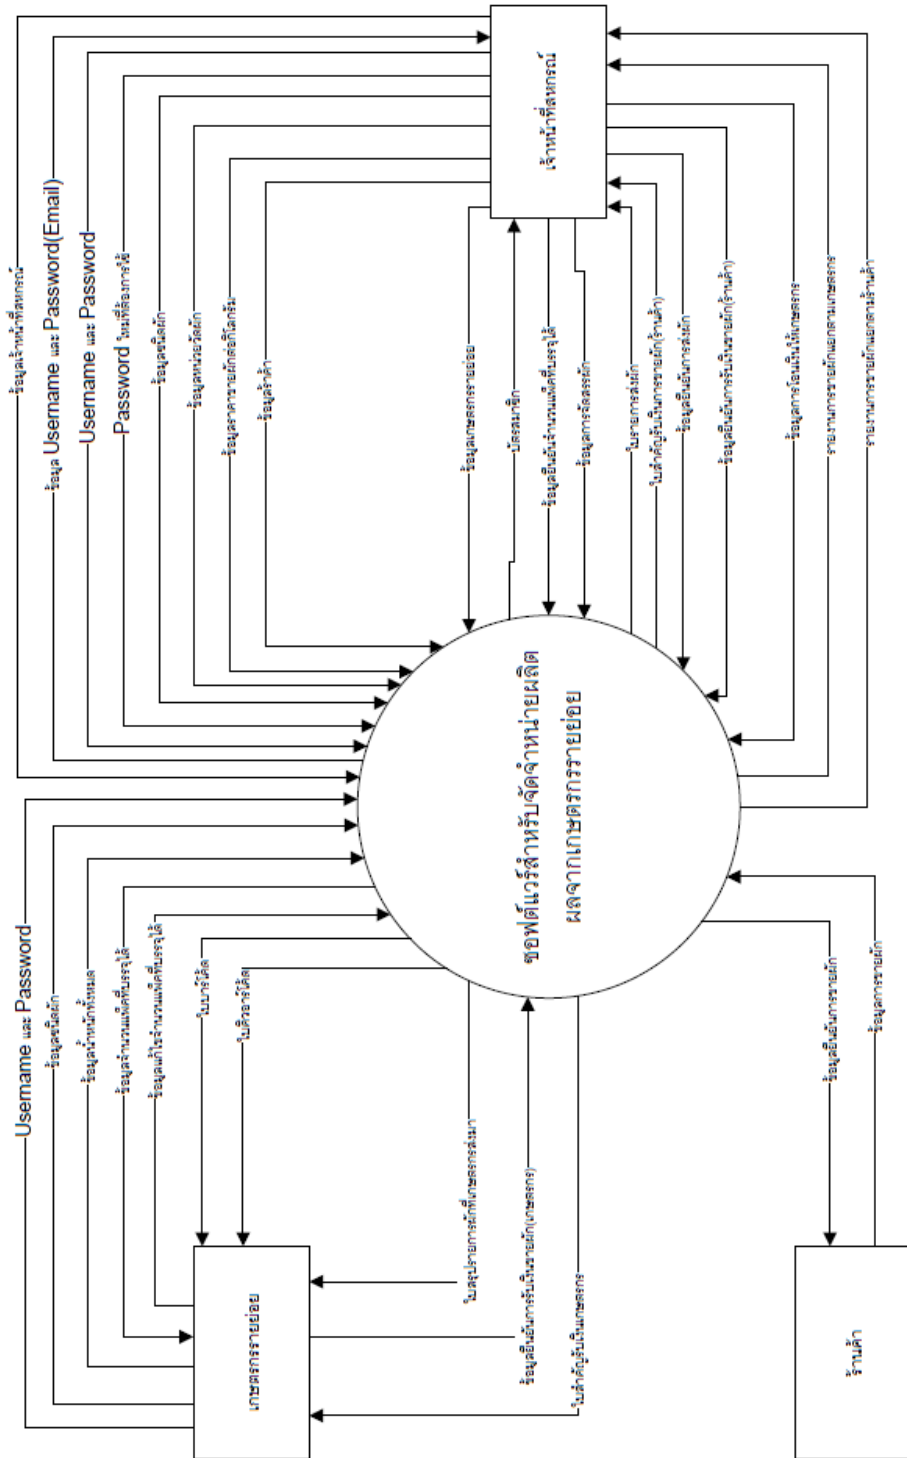 ข้อมูลเจ้าหน้าที่สหกรณ์
ข้อมูล Username และ Password(Email)
Username และ Password
Password ใหม่ที่ต้องการใช้
ข้อมูลชนิดผัก
ข้อมูลหน่วยวัดผัก
ข้อมูลราคาขายผักต่อกิโลกรัม
ข้อมูลร้านค้า
เจ้าหน้าที่สหกรณ์
ข้อมูลเกษตรกรรายย่อย
บัตรสมาชิก
ข้อมูลยืนยันจำนวนแพ็คที่บรรจุได้
ข้อมูลการจัดสรรผัก
ใบรายการส่งผัก
ใบสำคัญรับเงินการขายผัก(ร้านค้า)
ข้อมูลยืนยันการส่งผัก
ข้อมูลยืนยันการรับเงินขายผัก(ร้านค้า)
ข้อมูลการโอนเงินให้เกษตรกร
รายงานการขายผักแยกตามเกษตรกร
รายงานการขายผักแยกตามร้านค้า
ซอฟต์แวร์สำหรับจัดจำหน่ายผลิต
ผลจากเกษตรกรรายย่อย
Username และ Password
ข้อมูลชนิดผัก
ข้อมูลน้ำหนักทั้งหมด
ข้อมูลจำนวนแพ็คที่บรรจุได้
ข้อมูลแก้ไขจำนวนแพ็คที่บรรจุได้
ใบบาร์โค้ด
ใบคิวอาร์โค้ด
เกษตรกรรายย่อย
ใบสรุปรายการผักที่เกษตรกรส่งมา
ข้อมูลยืนยันการรับเงินขายผัก(เกษตรกร)
ใบสำคัญรับเงินเกษตรกร
ข้อมูลยืนยันการขายผัก
ข้อมูลการขายผัก
ร้านค้า